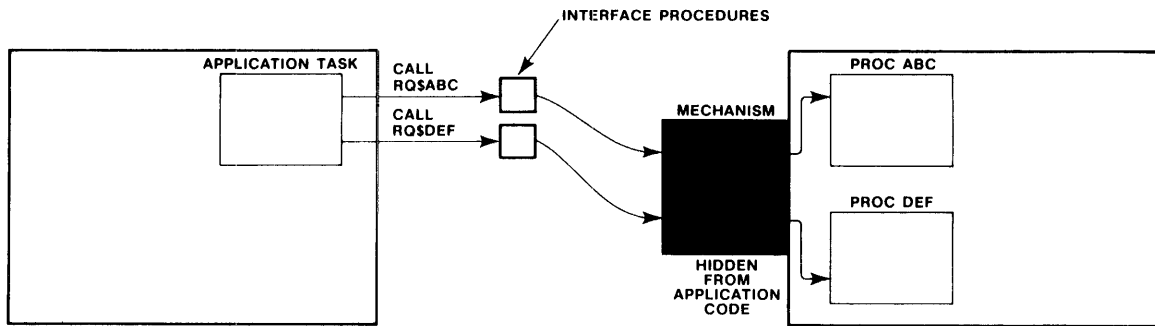 INTERFACE PROCEDURES
APPLICATION TASK
CALL
RQ$ABC
CALL
RQ$DEF
MECHANISM
HIDDEN
FROM
APPLICATION
CODE
PROC ABC
PROC DEF